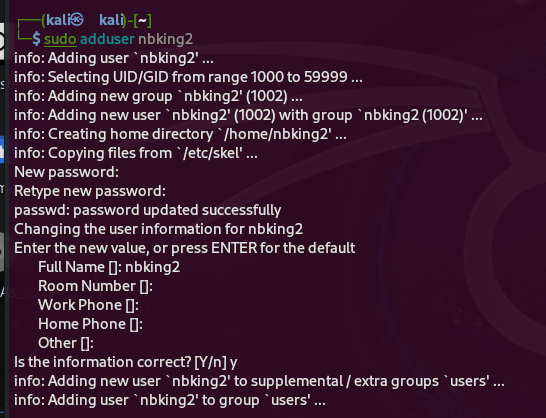 ┌──(kali㉿kali)-[~]
└─$ sudo adduser nbking2
info: Adding user `nbking2' ...
info: Selecting UID/GID from range 1000 to 59999 ...
info: Adding new group `nbking2' (1002) ...
info: Adding new user `nbking2' (1002) with group `nbking2 (1002)' ...
info: Creating home directory `/home/nbking2' ...
info: Copying files from `/etc/skel' ...
New password:
Retype new password:
passwd: password updated successfully
Changing the user information for nbking2
Enter the new value, or press ENTER for the default
Full Name []: nbking2
Room Number []:
Work Phone []:
Home Phone []:
Other []:
Is the information correct? [Y/n] y
info: Adding new user `nbking2' to supplemental / extra groups `users' ...
info: Adding user `nbking2' to group `users' ...